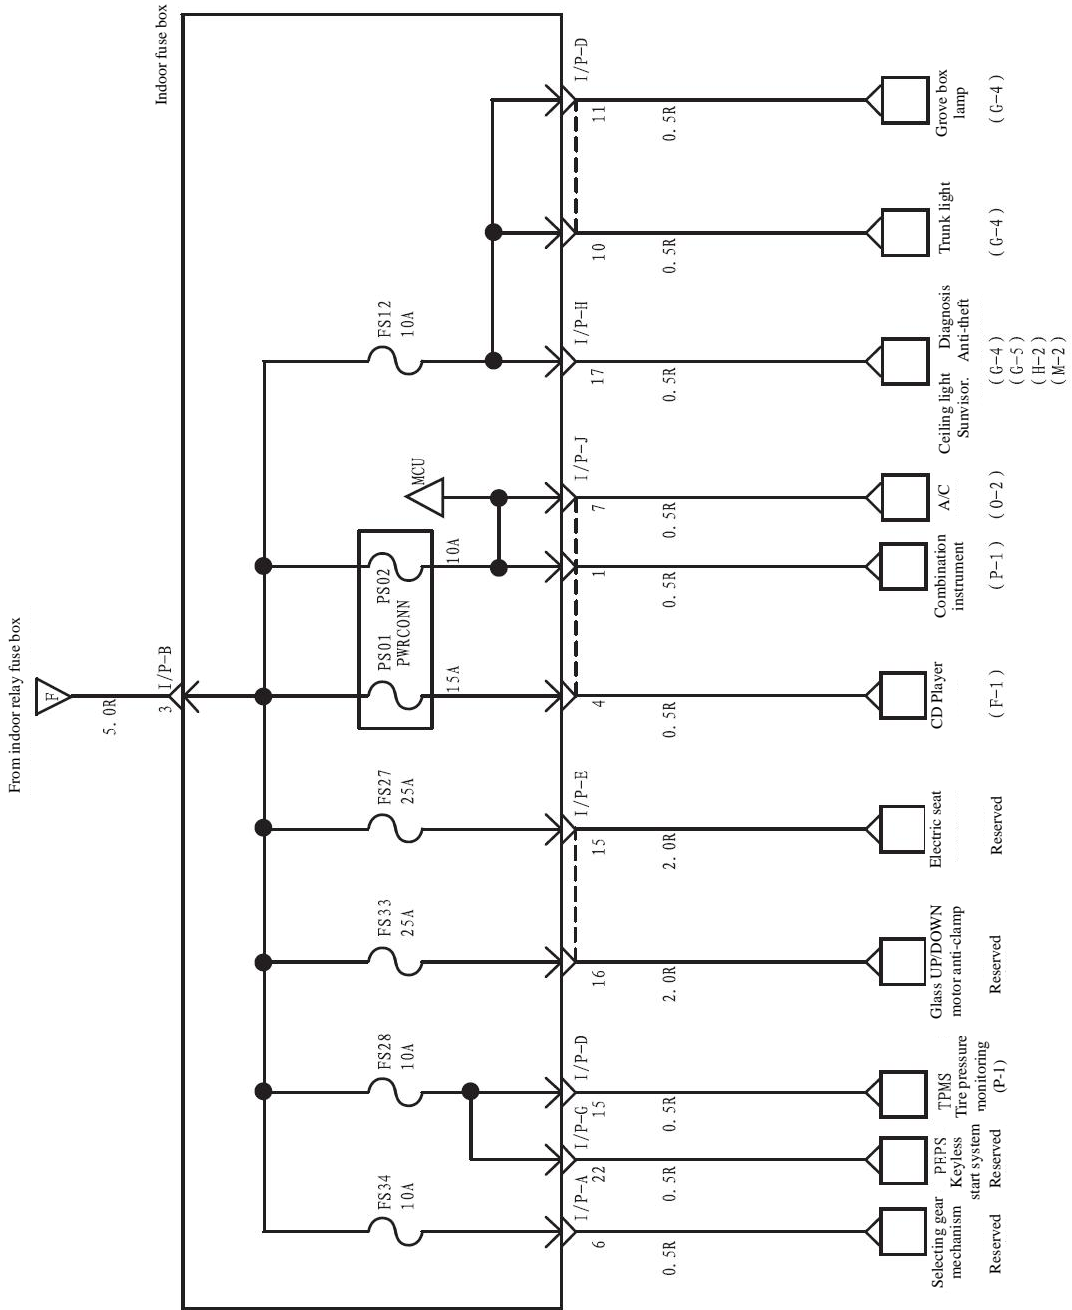 From indoor relay fuse box
F
5.0R
3
I/P-B
Indoor fuse box
FS34
10A
FS28
10A
FS33
25A
FS27
25A
PS01
PS02
PWRCONN
15A
10A
MCU
FS12
10A
I/P-A
6
0.5R
I/P-G
22
0.5R
I/P-D
15
0.5R
16
2.0R
I/P-E
15
2.0R
4
0.5R
1
0.5R
I/P-J
7
0.5R
I/P-H
17
0.5R
10
0.5R
I/P-D
11
0.5R
Selecting gear
mechanism
Reserved
PEPS
Keyless
start system
Reserved
TPMS
Tire pressure
monitoring
(P-1)
Glass UP/DOWN
motor anti-clamp
Reserved
Electric seat
Reserved
CD Player
(F-1)
Combination
instrument
(P-1)
A/C
(O-2)
Ceiling light Diagnosis
Sunvisor. Anti-theft
(G-4)
(G-5)
(H-2)
(M-2)
Trunk light
(G-4)
Grove box
lamp
(G-4)